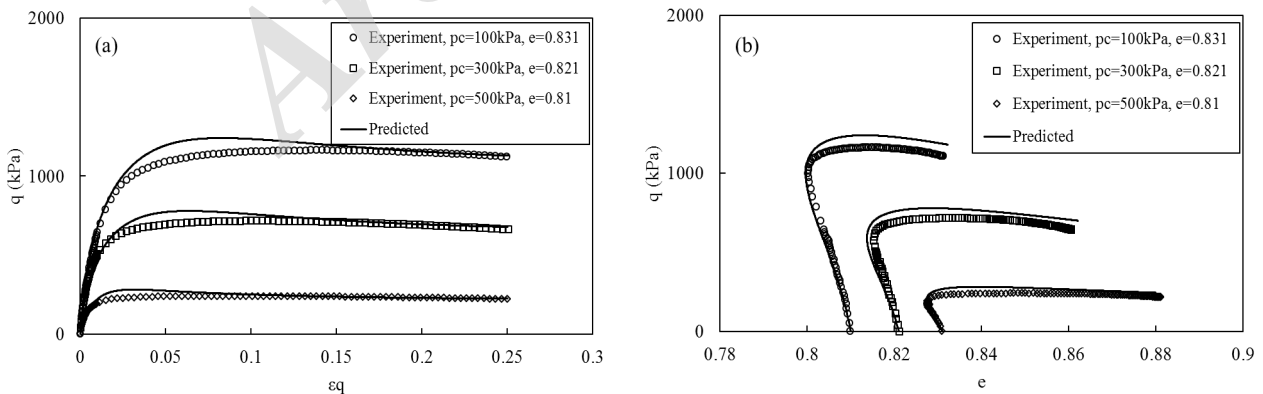 2000
(a)
Experiment, pc=100kPa, e=0.831
Experiment, pc=300kPa, e=0.821
Experiment, pc=500kPa, e=0.81
Predicted
q (kPa)
1000
0
0 0.05 0.1 0.15 0.2 0.25 0.3
εq
2000
(b)
Experiment, pc=100kPa, e=0.831
Experiment, pc=300kPa, e=0.821
Experiment, pc=500kPa, e=0.81
Predicted
q (kPa)
1000
0
0.78 0.8 0.82 0.84 0.86 0.88 0.9
e